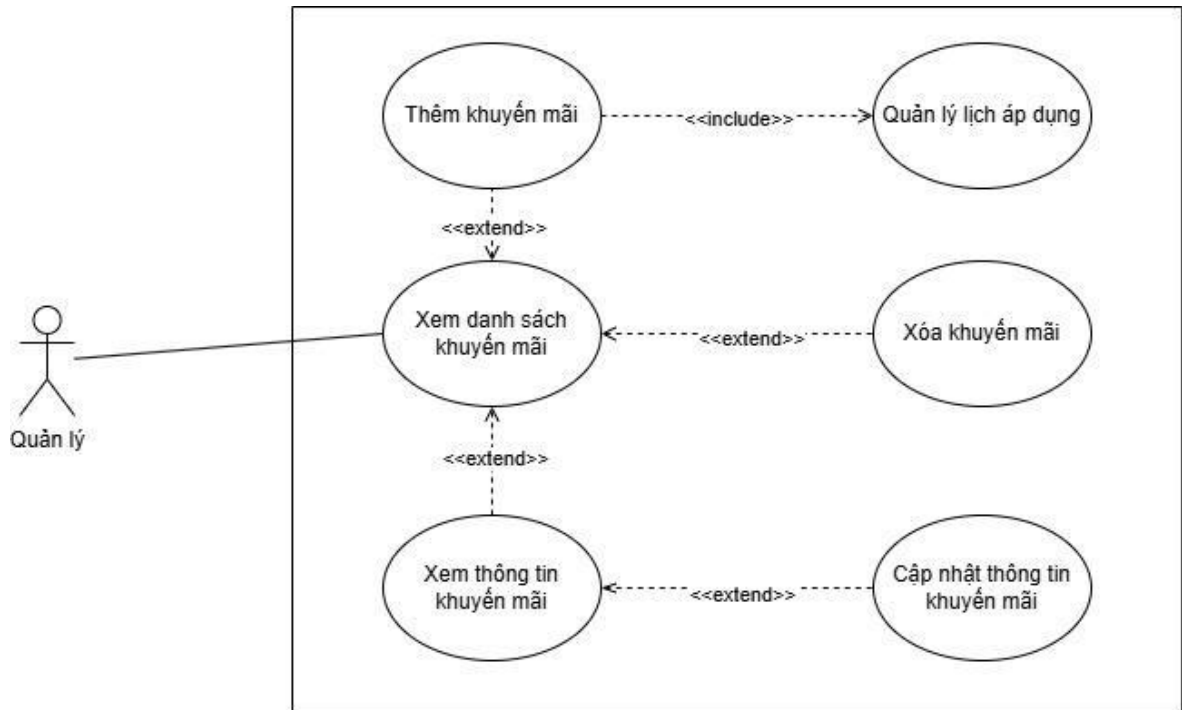 Thêm khuyến mãi
<<include>>
Quản lý lịch áp dụng
<<extend>>
Xem danh sách
khuyến mãi
<<extend>>
Xóa khuyến mãi
Quản lý
<<extend>>
Xem thông tin
khuyến mãi
<<extend>>
Cập nhật thông tin
khuyến mãi